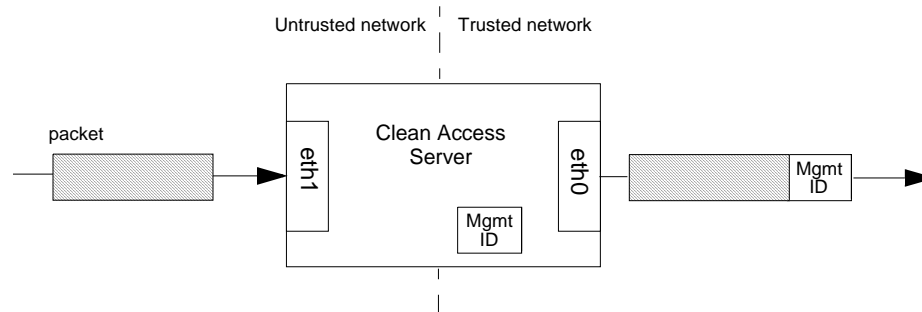 Untrusted network
Trusted network
packet
eth1
Clean Access
Server
eth0
Mgmt
ID
Mgmt
ID